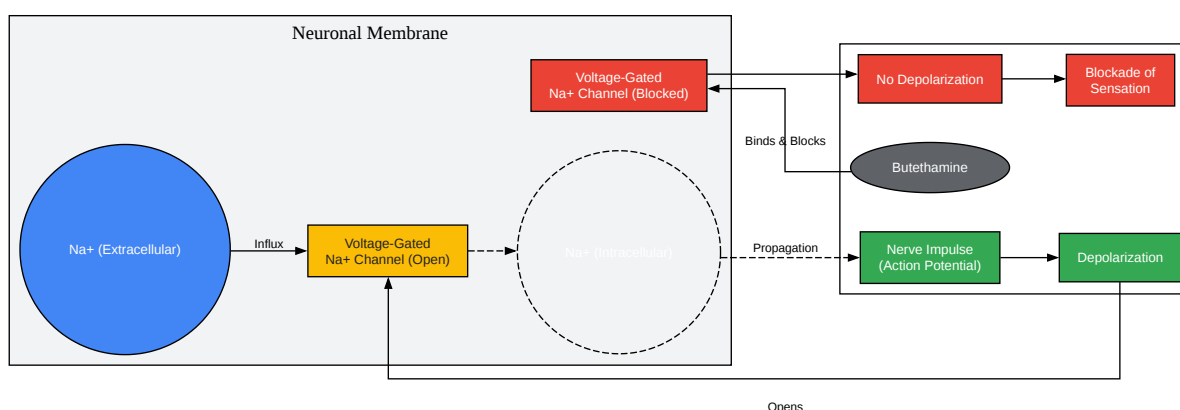 Neuronal Membrane
Voltage-Gated
Na+ Channel (Blocked)
No Depolarization
Blockade of
Sensation
Binds & Blocks
Butethamine
Na+ (Extracellular)
Influx
Voltage-Gated
Na+ Channel (Open)
Na+ (Intracellular)
Propagation
Nerve Impulse
(Action Potential)
Depolarization
Opens